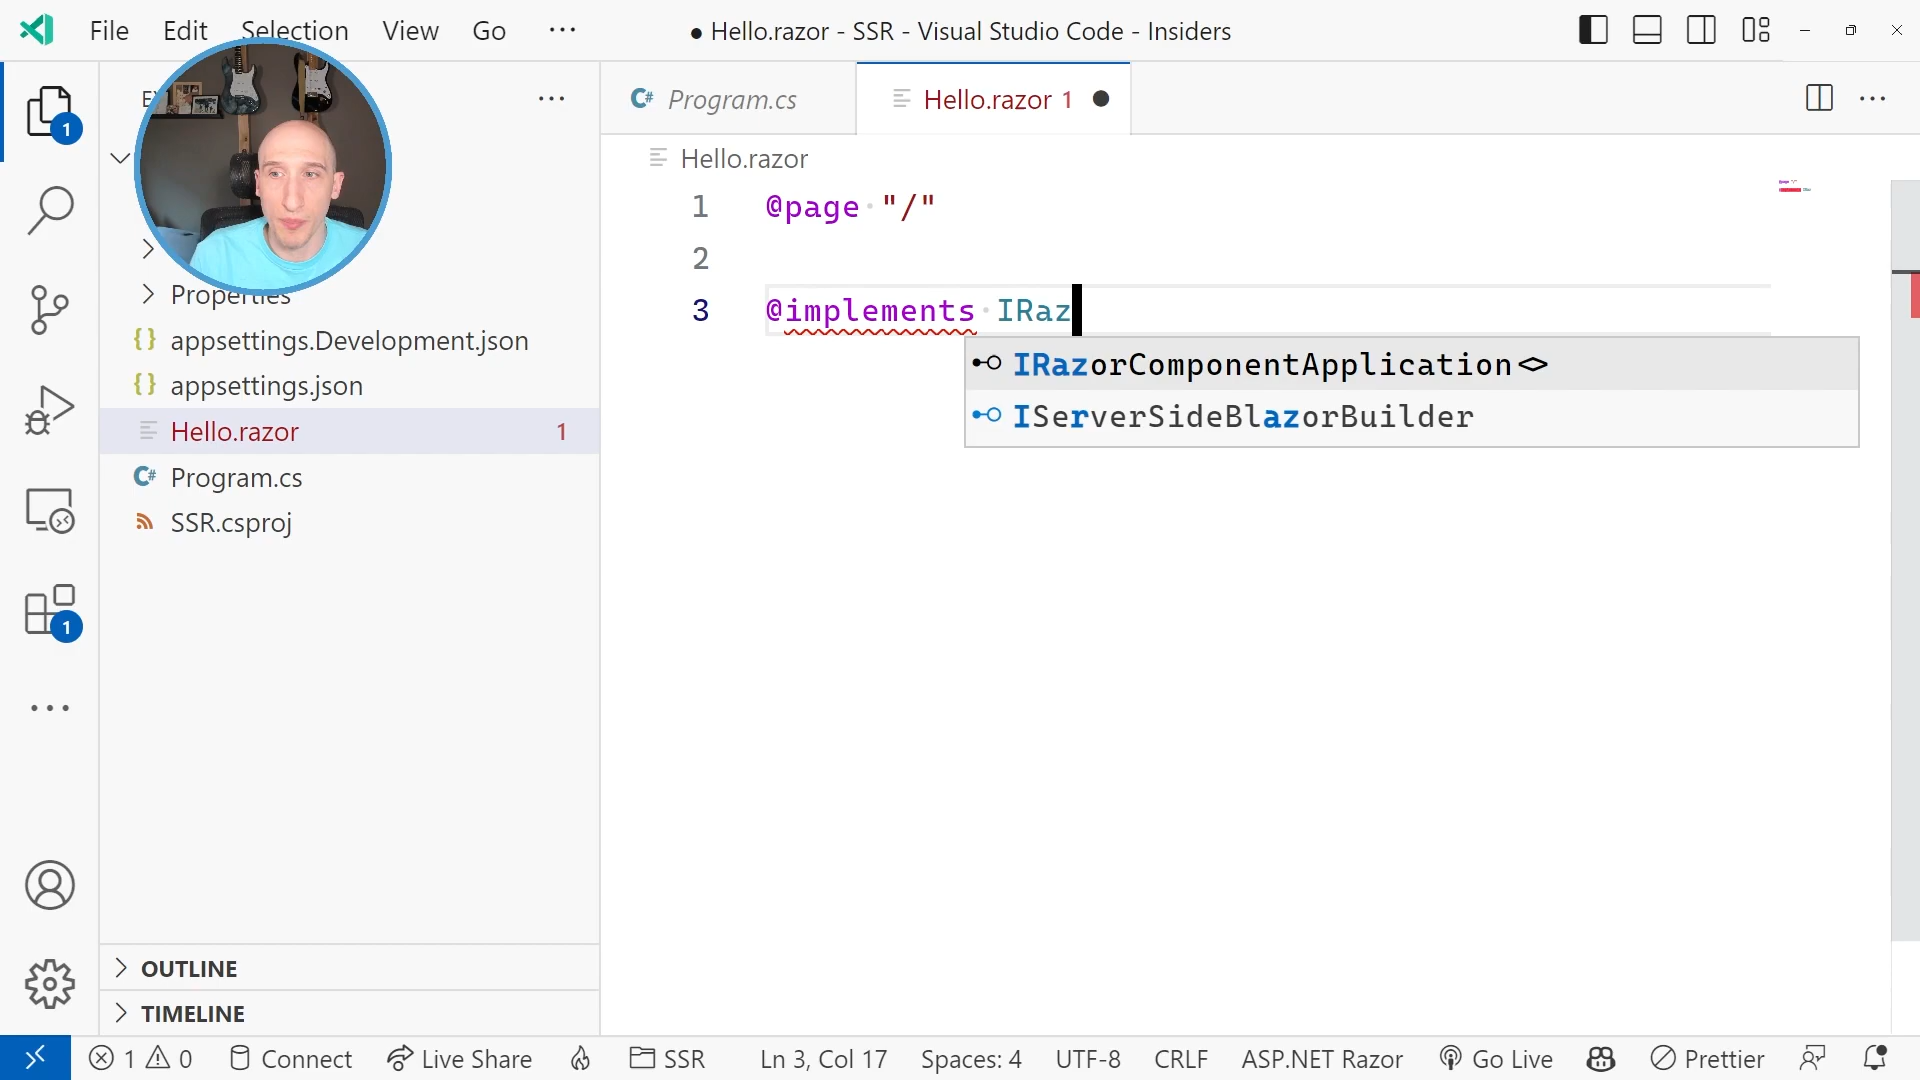 File Edit Selection View Go ··· ● Hello.razor - SSR - Visual Studio Code - Insiders
···
C# Program.cs Hello.razor 1 ●
Hello.razor
1 @page "/"
2
3 @implements IRaz
IRazorComponentApplication<>
IServerSideBlazorBuilder
1
Properties
{} appsettings.Development.json
{} appsettings.json
Hello.razor 1
C# Program.cs
SSR.csproj
1
OUTLINE
TIMELINE
1 0 Connect Live Share SSR Ln 3, Col 17 Spaces: 4 UTF-8 CRLF ASP.NET Razor Go Live Prettier